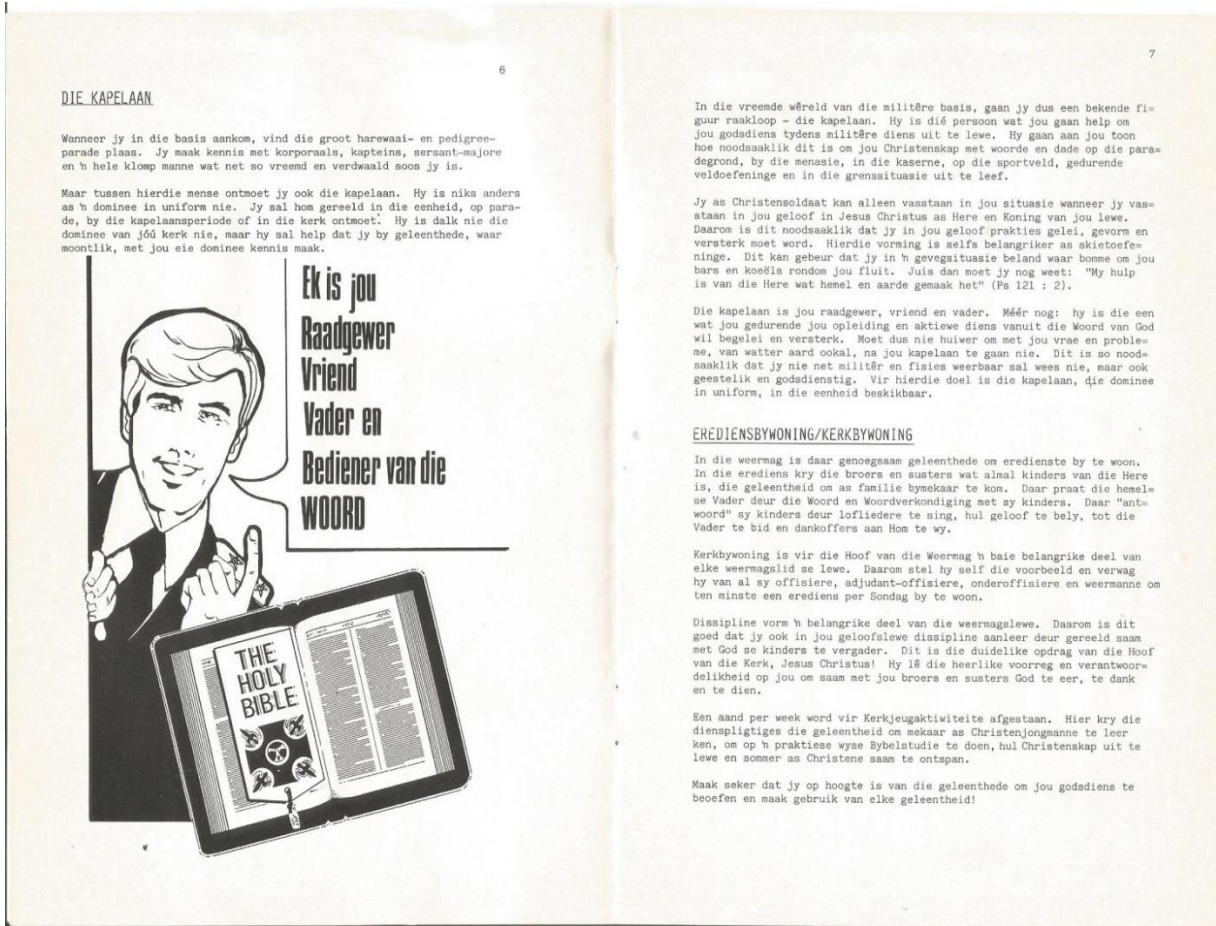 6
DIE KAPELAAN
Wanneer jy in die basis aankom, vind die groot harewaai- en pedigree-
parade plaas. Jy maak kennis met korporaals, kapteins, sersant-majore
en 'n hele klomp manne wat net so vreemd en verdwaald soos jy is.
Maar tussen hierdie mense ontmoet jy ook die kapelaan. Hy is niks anders
as 'n dominee in uniform nie. Jy sal hom gereeld in die eenheid, op para-
de, by die kapelaansperiode of in die kerk ontmoet. Hy is dalk nie die
dominee van jóú kerk nie, maar hy sal help dat jy by geleenthede, waar
moontlik, met jou eie dominee kennis maak.
Ek is jou
Raadgewer
Vriend
Vader en
Bediener van die
WOORD
THE
HOLY
BIBLE
7
In die vreemde wêreld van die militêre basis, gaan jy dus een bekende fi=
guur raakloop - die kapelaan. Hy is dié persoon wat jou gaan help om
jou godsdiens tydens militêre diens uit te lewe. Hy gaan aan jou toon
hoe noodsaaklik dit is om jou Christenskap met woorde en dade op die para=
degrond, by die menasie, in die kaserne, op die sportveld, gedurende
veldoefeninge en in die grenssituasie uit te leef.
Jy as Christensoldaat kan alleen vasstaan in jou situasie wanneer jy vas=
staan in jou geloof in Jesus Christus as Here en Koning van jou lewe.
Daarom is dit noodsaaklik dat jy in jou geloof prakties gelei, gevorm en
versterk moet word. Hierdie vorming is selfs belangriker as skietoefe=
ninge. Dit kan gebeur dat jy in 'n gevegsituasie beland waar bomme om jou
bars en koeëls rondom jou fluit. Juis dan moet jy nog weet: "My hulp
is van die Here wat hemel en aarde gemaak het" (Ps 121 : 2).
Die kapelaan is jou raadgewer, vriend en vader. Méér nog: hy is die een
wat jou gedurende jou opleiding en aktiewe diens vanuit die Woord van God
wil begelei en versterk. Moet dus nie huiwer om met jou vrae en proble=
me, van watter aard ookal, na jou kapelaan te gaan nie. Dit is so nood=
saaklik dat jy nie net militêr en fisies weerbaar sal wees nie, maar ook
geestelik en godsdienstig. Vir hierdie doel is die kapelaan, die dominee
in uniform, in die eenheid beskikbaar.
EREDIENSBYWONING/KERKBYWONING
In die weermag is daar genoegsaam geleenthede om eredienste by te woon.
In die erediens kry die broers en susters wat almal kinders van die Here
is, die geleentheid om as familie bymekaar te kom. Daar praat die hemel=
se Vader deur die Woord en Woordverkondiging met sy kinders. Daar "ant=
woord" sy kinders deur lofliedere te sing, hul geloof te bely, tot die
Vader te bid en dankoffers aan Hom te wy.
Kerkbywoning is vir die Hoof van die Weermag 'n baie belangrike deel van
elke weermagslid se lewe. Daarom stel hy self die voorbeeld en verwag
hy van al sy offisiere, adjudant-offisiere, onderoffisiere en weermanne om
ten minste een erediens per Sondag by te woon.
Dissipline vorm 'n belangrike deel van die weermagslewe. Daarom is dit
goed dat jy ook in jou geloofslewe dissipline aanleer deur gereeld saam
met God se kinders te vergader. Dit is die duidelike opdrag van die Hoof
van die Kerk, Jesus Christus! Hy lê die heerlike voorreg en verantwoor=
delikheid op jou om saam met jou broers en susters God te eer, te dank
en te dien.
Een aand per week word vir Kerkjeugaktiwiteite afgestaan. Hier kry die
dienspligtiges die geleentheid om mekaar as Christenjongmanne te leer
ken, om op 'n praktiese wyse Bybelstudie te doen, hul Christenskap uit te
lewe en sommer as Christene saam te ontspan.
Maak seker dat jy op hoogte is van die geleenthede om jou godsdiens te
beoefen en maak gebruik van elke geleentheid!